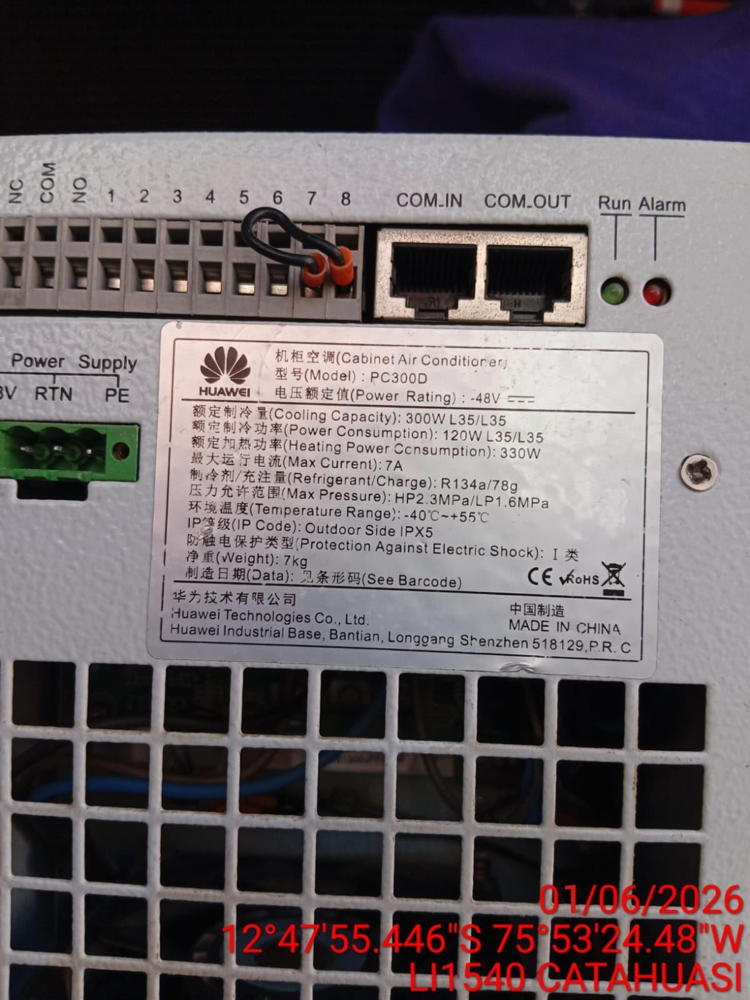 NC COM NO 1 2 3 4 5 6 7 8 COM_IN COM_OUT Run Alarm
Power Supply
8V RTN PE
HUAWEI
机柜空调(Cabinet Air Conditioner)
型号(Model) : PC300D
电压额定值(Power Rating) : -48V
额定制冷量(Cooling Capacity): 300W L35/L35
额定制冷功率(Power Consumption): 120W L35/L35
额定加热功率(Heating Power Consumption): 330W
最大运行电流(Max Current): 7A
制冷剂/充注量(Refrigerant/Charge): R134a/78g
压力允许范围(Max Pressure): HP2.3MPa/LP1.6MPa
环境温度(Temperature Range): -40℃~+55℃
IP等级(IP Code): Outdoor Side IPX5
防触电保护类型(Protection Against Electric Shock): I 类
净重(Weight): 7kg
制造日期(Data): 见条形码(See Barcode)
CE RoHS
华为技术有限公司
Huawei Technologies Co., Ltd.
中国制造
MADE IN CHINA
Huawei Industrial Base, Bantian, Longgang Shenzhen 518129,P.R. C
01/06/2026
12°47'55.446"S 75°53'24.48"W
LI1540 CATAHUASI